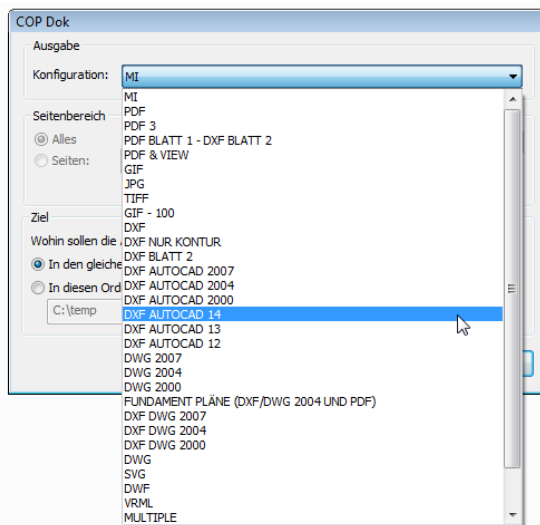 COP Dok
Ausgabe
Konfiguration: MI
MI
PDF
Seitenbereich
PDF 3
Alles
PDF BLATT 1 - DXF BLATT 2
Seiten:
PDF & VIEW
GIF
JPG
TIFF
GIF - 100
Ziel
DXF
Wohin sollen die
DXF NUR KONTUR
DXF BLATT 2
In den gleiche
DXF AUTOCAD 2007
In diesen Ord
DXF AUTOCAD 2004
DXF AUTOCAD 2000
C:\temp
DXF AUTOCAD 14
DXF AUTOCAD 13
DXF AUTOCAD 12
DWG 2007
DWG 2004
DWG 2000
FUNDAMENT PLÄNE (DXF/DWG 2004 UND PDF)
DXF DWG 2007
DXF DWG 2004
DXF DWG 2000
DWG
SVG
DWF
VRML
MULTIPLE